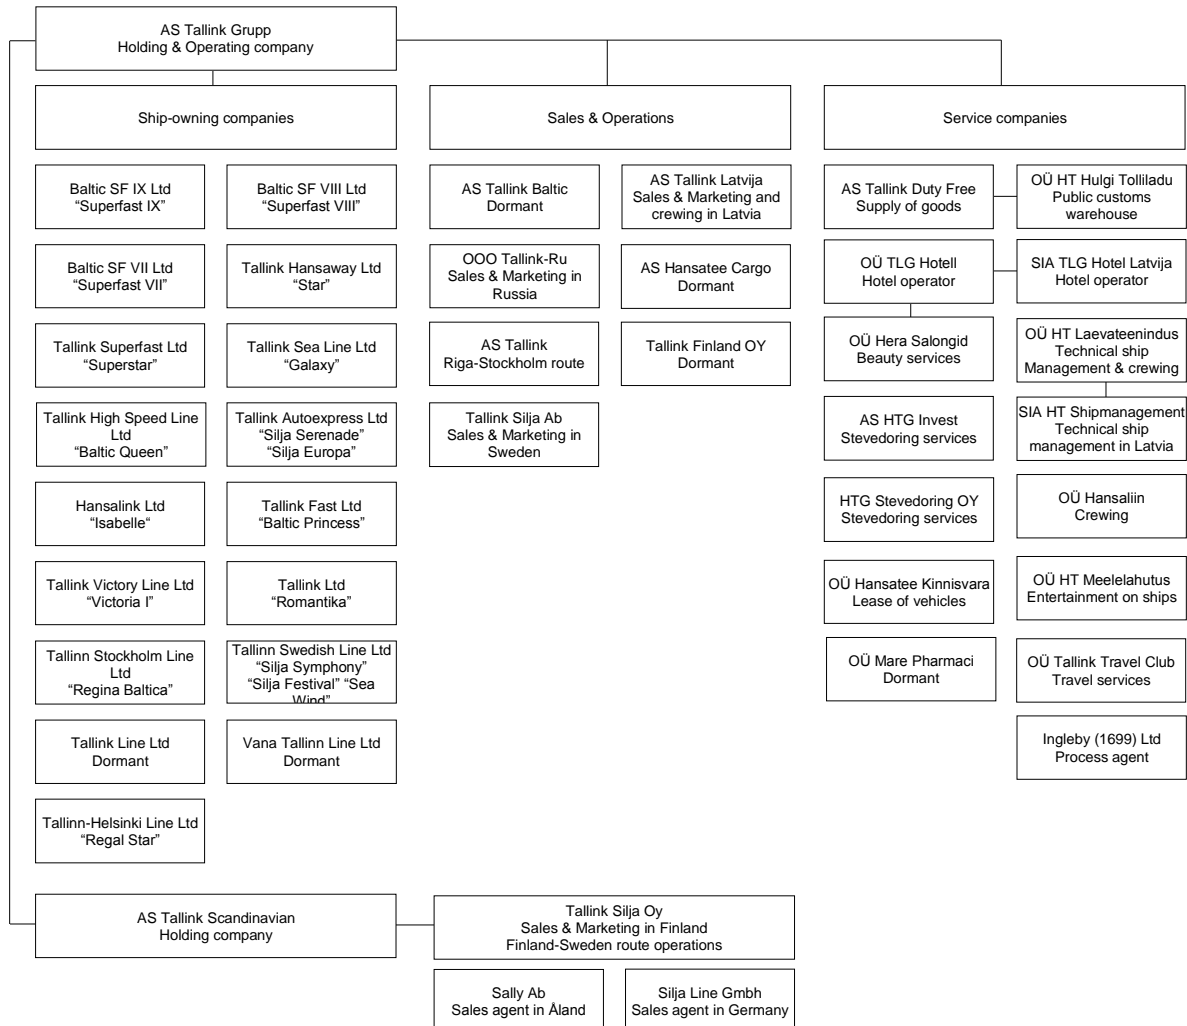 AS Tallink Grupp
Holding & Operating company
Ship-owning companies
Sales & Operations
Service companies
Baltic SF IX Ltd
“Superfast IX”
Baltic SF VIII Ltd
“Superfast VIII”
AS Tallink Baltic
Dormant
AS Tallink Latvija
Sales & Marketing and
crewing in Latvia
AS Tallink Duty Free
Supply of goods
OÜ HT Hulgi Tolliladu
Public customs
warehouse
Baltic SF VII Ltd
“Superfast VII”
Tallink Hansaway Ltd
“Star”
OOO Tallink-Ru
Sales & Marketing in
Russia
AS Hansatee Cargo
Dormant
OÜ TLG Hotell
Hotel operator
SIA TLG Hotel Latvija
Hotel operator
Tallink Superfast Ltd
“Superstar”
Tallink Sea Line Ltd
“Galaxy”
AS Tallink
Riga-Stockholm route
Tallink Finland OY
Dormant
OÜ Hera Salongid
Beauty services
OÜ HT Laevateenindus
Technical ship
Management & crewing
Tallink High Speed Line
Ltd
“Baltic Queen”
Tallink Autoexpress Ltd
“Silja Serenade”
“Silja Europa”
Tallink Silja Ab
Sales & Marketing in
Sweden
AS HTG Invest
Stevedoring services
SIA HT Shipmanagement
Technical ship
management in Latvia
Hansalink Ltd
“Isabelle“
Tallink Fast Ltd
“Baltic Princess”
HTG Stevedoring OY
Stevedoring services
OÜ Hansaliin
Crewing
Tallink Victory Line Ltd
“Victoria I”
Tallink Ltd
“Romantika”
OÜ Hansatee Kinnisvara
Lease of vehicles
OÜ HT Meelelahutus
Entertainment on ships
Tallinn Stockholm Line
Ltd
“Regina Baltica”
Tallinn Swedish Line Ltd
“Silja Symphony”
“Silja Festival” “Sea
Wind”
OÜ Mare Pharmaci
Dormant
OÜ Tallink Travel Club
Travel services
Tallink Line Ltd
Dormant
Vana Tallinn Line Ltd
Dormant
Ingleby (1699) Ltd
Process agent
Tallinn-Helsinki Line Ltd
“Regal Star”
AS Tallink Scandinavian
Holding company
Tallink Silja Oy
Sales & Marketing in Finland
Finland-Sweden route operations
Sally Ab
Sales agent in Åland
Silja Line Gmbh
Sales agent in Germany